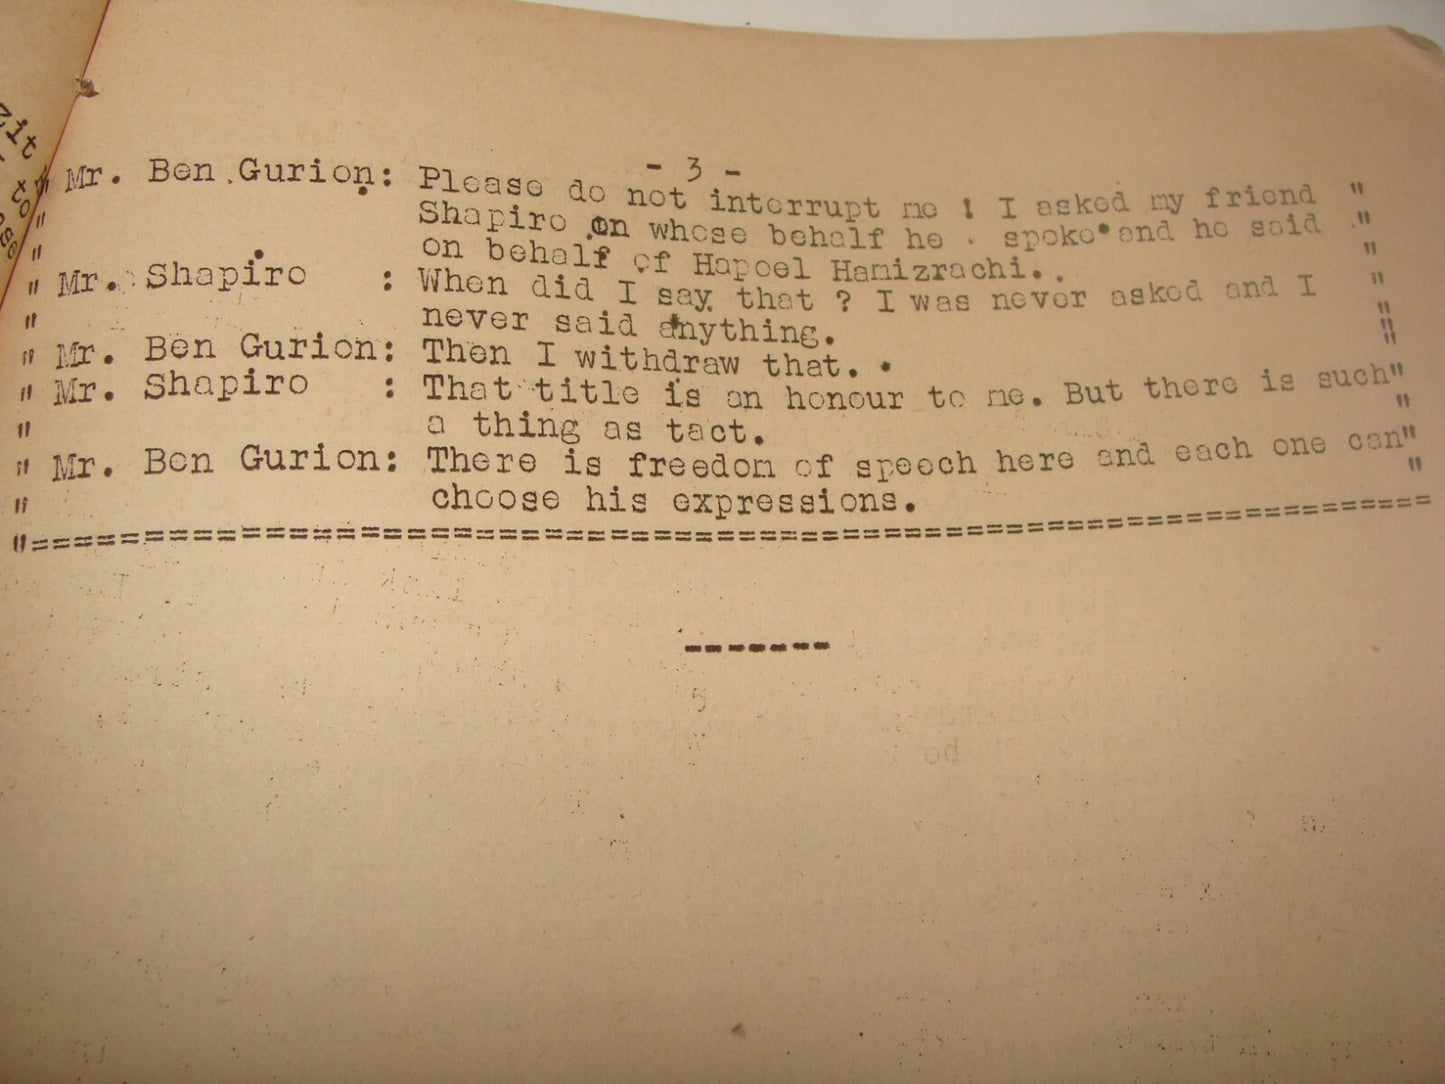 - 3 -
" Mr. Ben Gurion: Please do not interrupt me ! I asked my friend "
" Shapiro on whose behalf he . spoke and he said "
" on behalf of Hapoel Hamizrachi.. "
" Mr. Shapiro : When did I say that ? I was never asked and I "
" never said anything. "
" Mr. Ben Gurion: Then I withdraw that. "
" Mr. Shapiro : That title is an honour to me. But there is such"
" a thing as tact. "
" Mr. Ben Gurion: There is freedom of speech here and each one can"
" choose his expressions. "
"==========================================================
-------